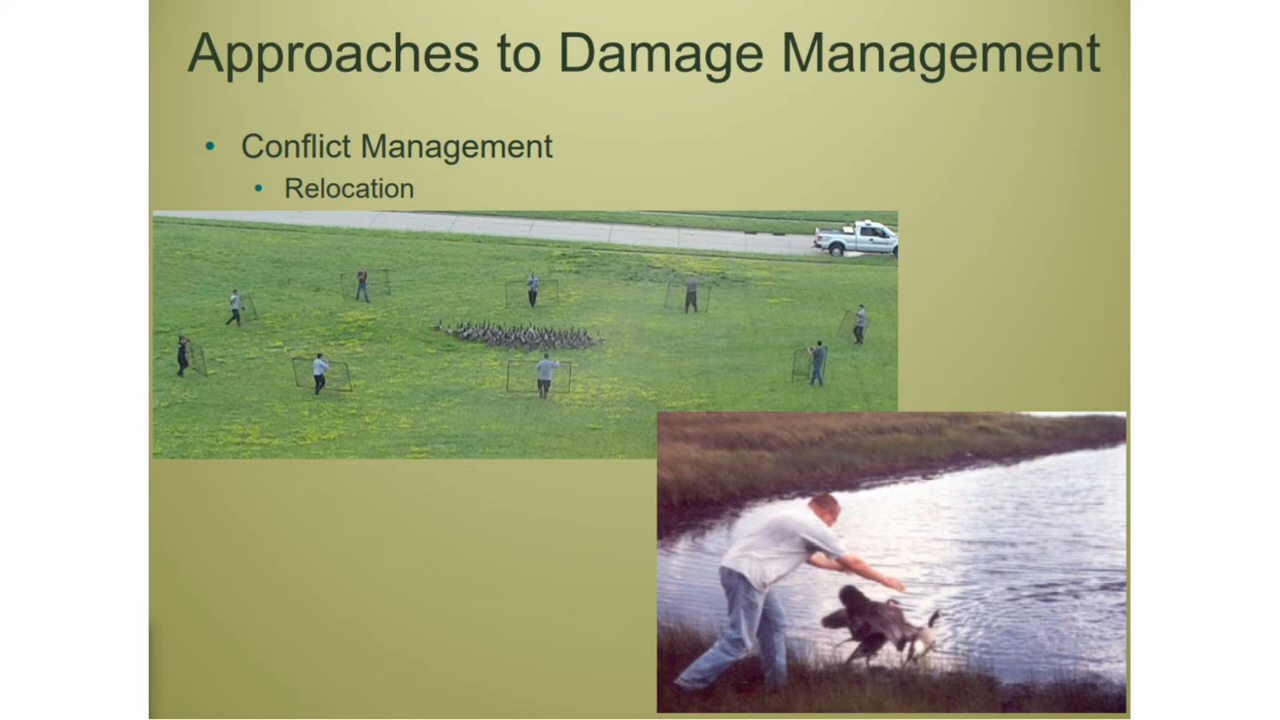 Approaches to Damage Management
• Conflict Management
• Relocation